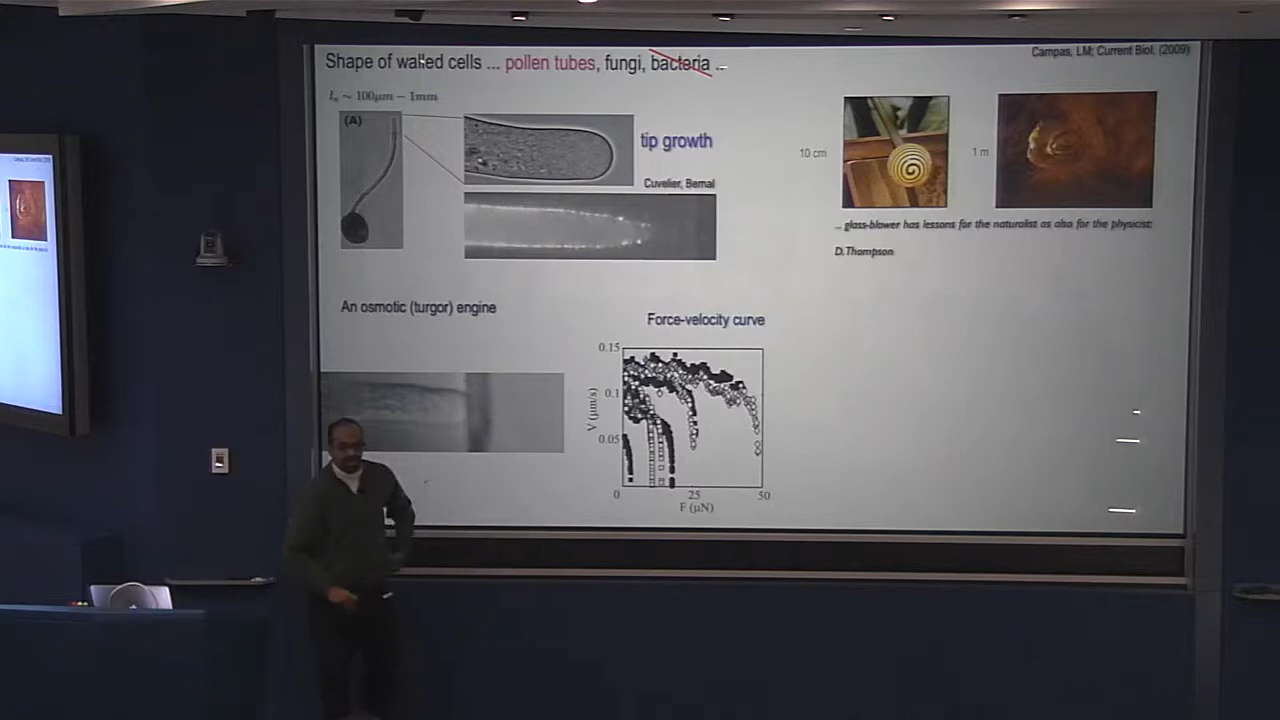 Shape of walled cells ... pollen tubes, fungi, bacteria ...
Campas, LM; Current Biol. (2009)
~ 100μm - 1mm
(A)
tip growth
Cuvelier, Bernal
10 cm
1 m
... glass-blower has lessons for the naturalist as also for the physicist:
D. Thompson
An osmotic (turgor) engine
Force-velocity curve
0.15
0.1
0.05
V (μm/s)
0
25
50
F (μN)